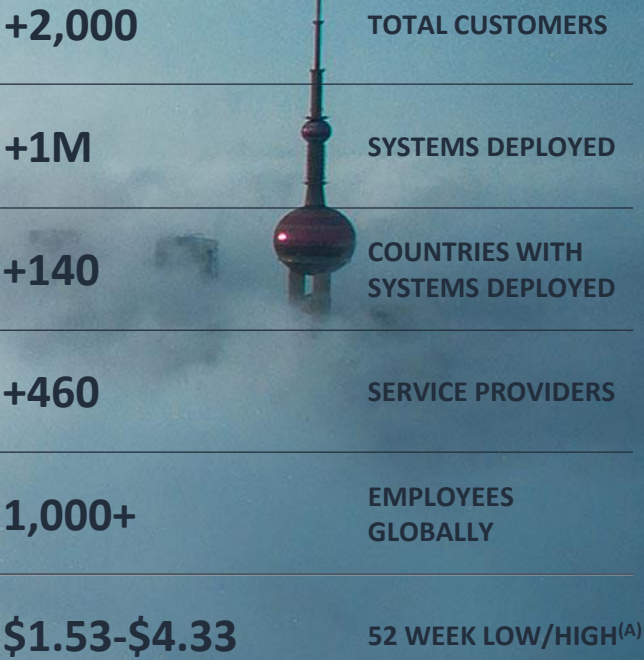 +2,000 TOTAL CUSTOMERS
+1M SYSTEMS DEPLOYED
+140 COUNTRIES WITH
SYSTEMS DEPLOYED
+460 SERVICE PROVIDERS
1,000+ EMPLOYEES
GLOBALLY
$1.53-$4.33 52 WEEK LOW/HIGH(A)